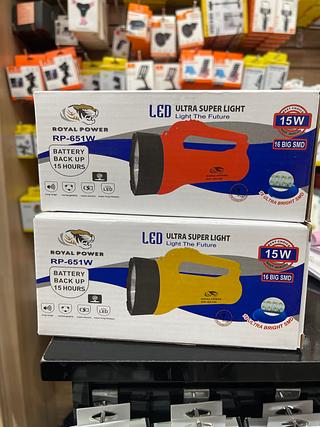 ROYAL POWER
RP-651W
BATTERY
BACK UP
15 HOURS
LED ULTRA SUPER LIGHT
Light The Future
15W
16 BIG SMD
ULTRA BRIGHT SMD
ROYAL POWER
RP-651W
BATTERY
BACK UP
15 HOURS
LED ULTRA SUPER LIGHT
Light The Future
15W
16 BIG SMD
ULTRA BRIGHT SMD